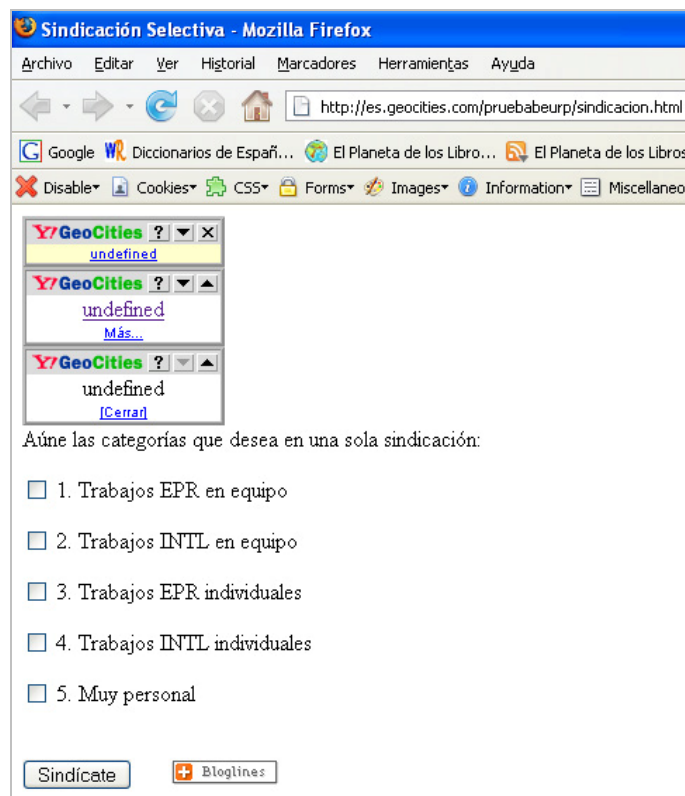 Sindicación Selectiva - Mozilla Firefox
Archivo Editar Ver Historial Marcadores Herramientas Ayuda
http://es.geocities.com/pruebabeurp/sindicacion.html
G Google WR Diccionarios de Españ... El Planeta de los Libro... El Planeta de los Libros
Disable Cookies CSS Forms Images Information Miscellaneo
Y! GeoCities ?
undefined
Y! GeoCities ?
undefined
Más...
Y! GeoCities ?
undefined
[Cerrar]
Aúne las categorías que desea en una sola sindicación:
1. Trabajos EPR en equipo
2. Trabajos INTL en equipo
3. Trabajos EPR individuales
4. Trabajos INTL individuales
5. Muy personal
Sindícate Bloglines